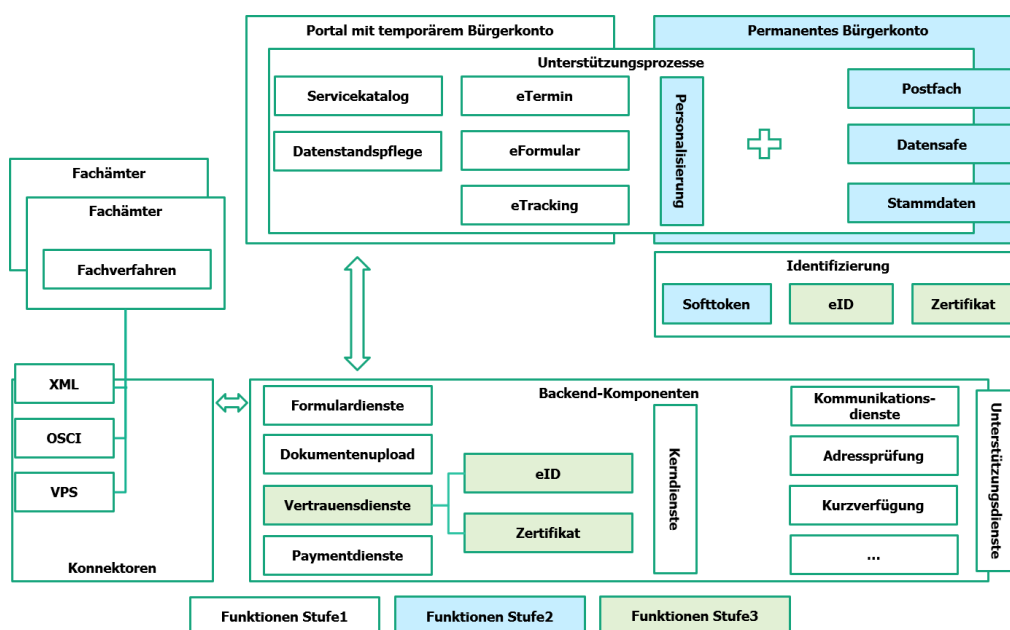 Portal mit temporärem Bürgerkonto
Permanentes Bürgerkonto
Unterstützungsprozesse
Servicekatalog
eTermin
Personalisierung
Postfach
Datenstandspflege
eFormular
Datensafe
eTracking
Stammdaten
Fachämter
Fachämter
Fachverfahren
Identifizierung
Softtoken
eID
Zertifikat
XML
OSCI
VPS
Konnektoren
Backend-Komponenten
Formulardienste
Dokumentenupload
Vertrauensdienste
Paymentdienste
eID
Zertifikat
Kerndienste
Kommunikations-
dienste
Adressprüfung
Kurzverfügung
...
Unterstützungsdienste
Funktionen Stufe1
Funktionen Stufe2
Funktionen Stufe3